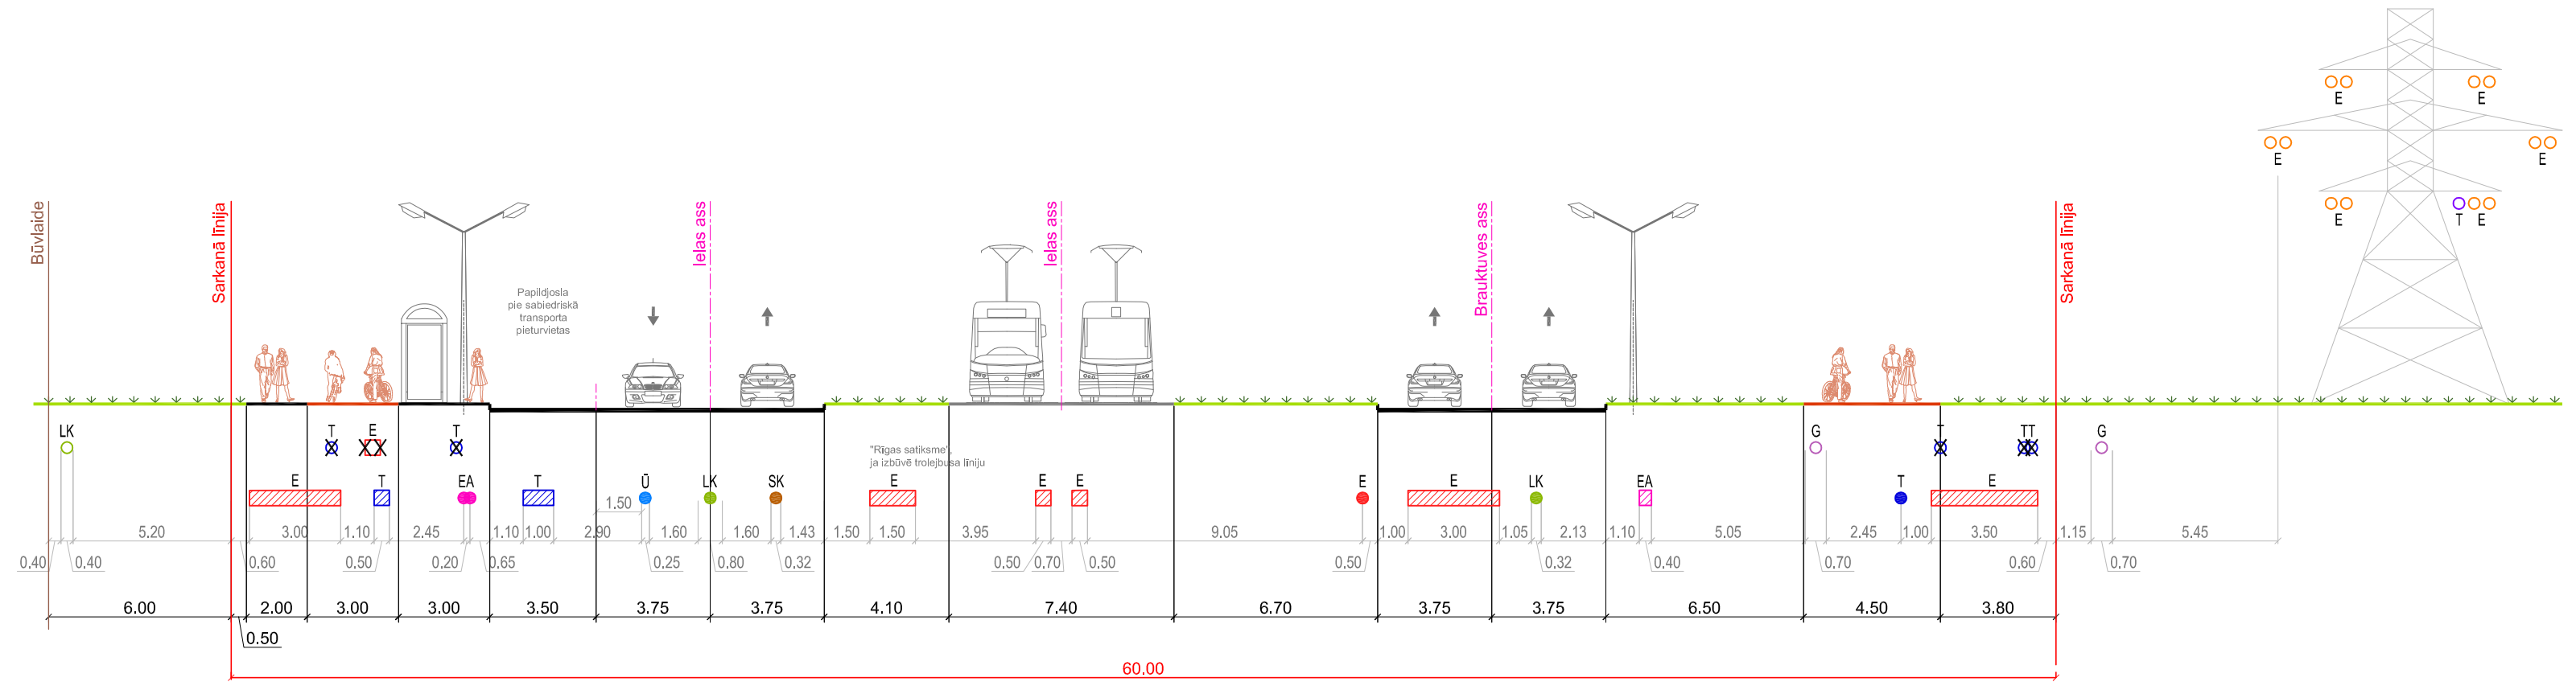 E E
E E
E T E
Būvlaide
Sarkanā līnija
Ielas ass
Ielas ass
Brauktuves ass
Sarkanā līnija
Papildjosla
pie sabiedriskā
transporta
pieturvietas
LK T E T G T TT G
"Rīgas satiksme",
ja izbūvē trolejbusa līniju
E T EA T Ū LK SK E E E E E LK EA T E
1.50
5.20 3.00 1.10 2.45 1.10 1.00 2.90 1.60 1.60 1.43 1.50 1.50 3.95 9.05 1.00 3.00 1.05 2.13 1.10 5.05 2.45 1.00 3.50 1.15 5.45
0,40 0,40 0,60 0,50 0,20 0,65 0,25 0,80 0,32 0,50 0,70 0,50 0,50 0,32 0,40 0,70 0,60 0,70
6.00 2.00 3.00 3.00 3.50 3.75 3.75 4.10 7.40 6.70 3.75 3.75 6.50 4.50 3.80
0.50
60,00